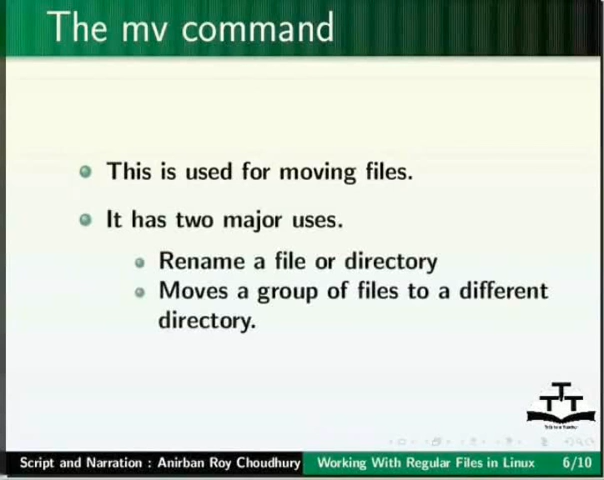 The mv command
This is used for moving files.
It has two major uses.
Rename a file or directory
Moves a group of files to a different
directory.
TTT
Script and Narration : Anirban Roy Choudhury Working With Regular Files in Linux 6/10